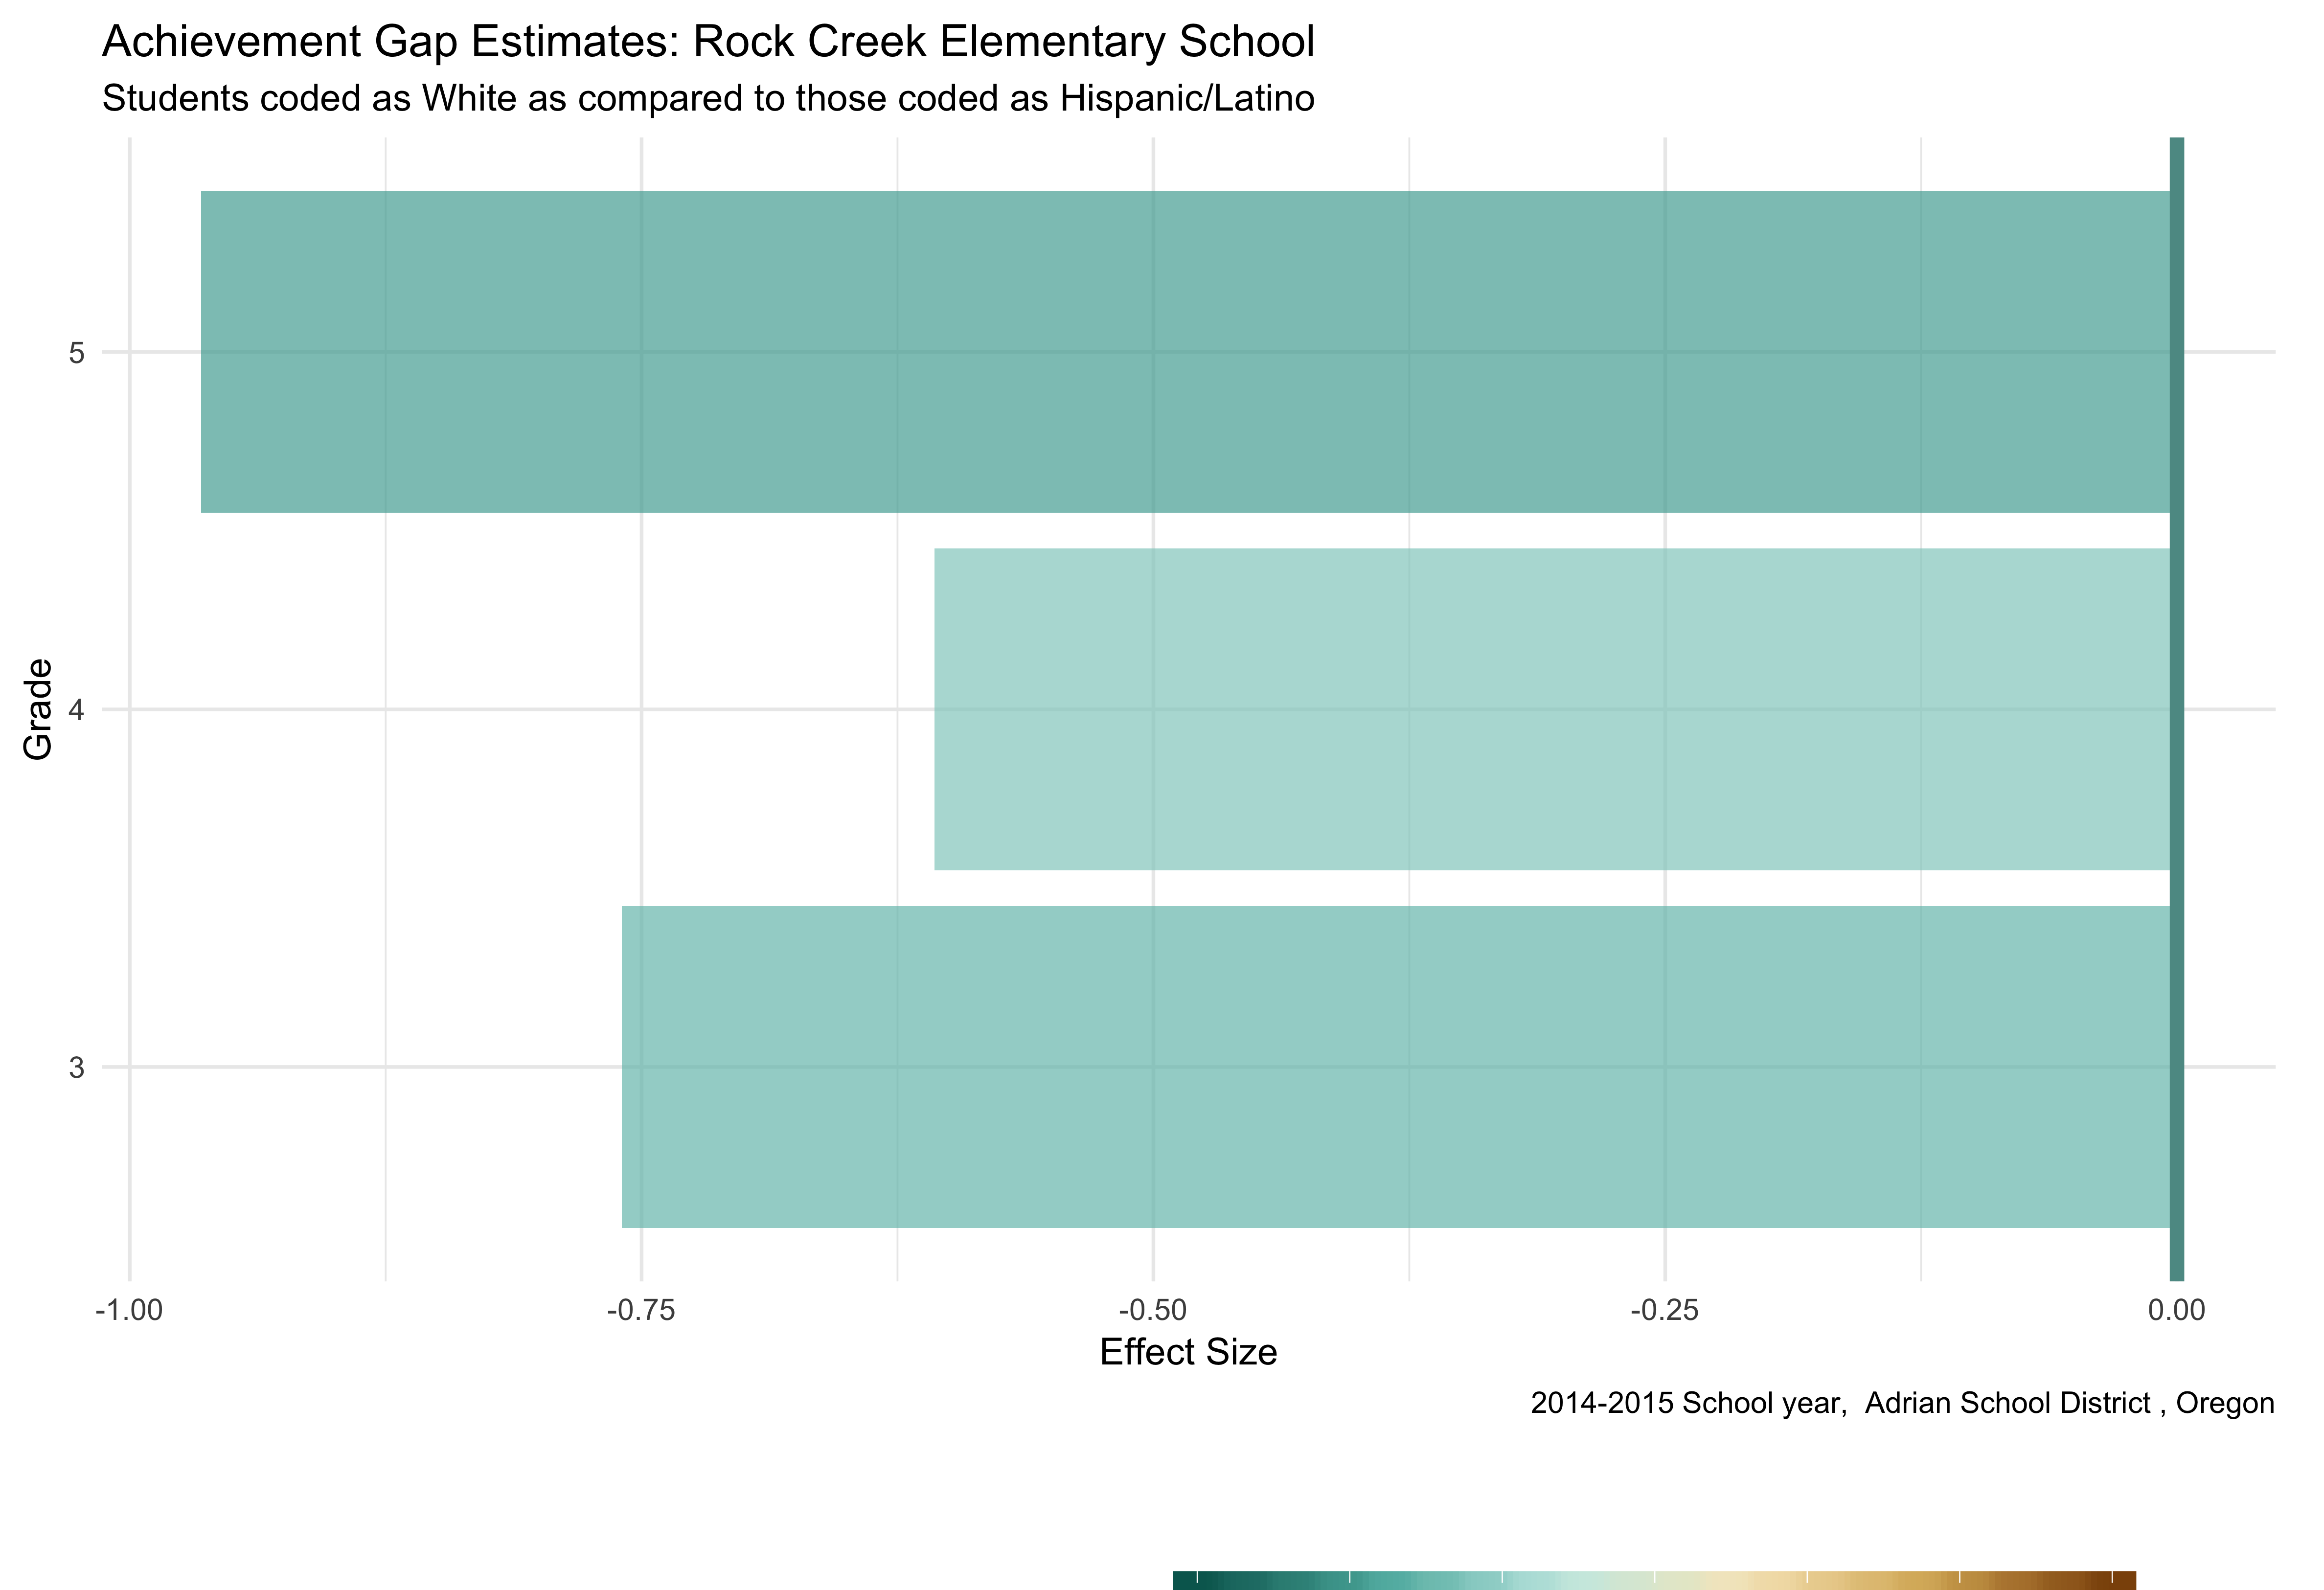 Achievement Gap Estimates: Rock Creek Elementary School
Students coded as White as compared to those coded as Hispanic/Latino
5
4
3
Grade
-1.00 -0.75 -0.50 -0.25 0.00
Effect Size
2014-2015 School year,  Adrian School District , Oregon